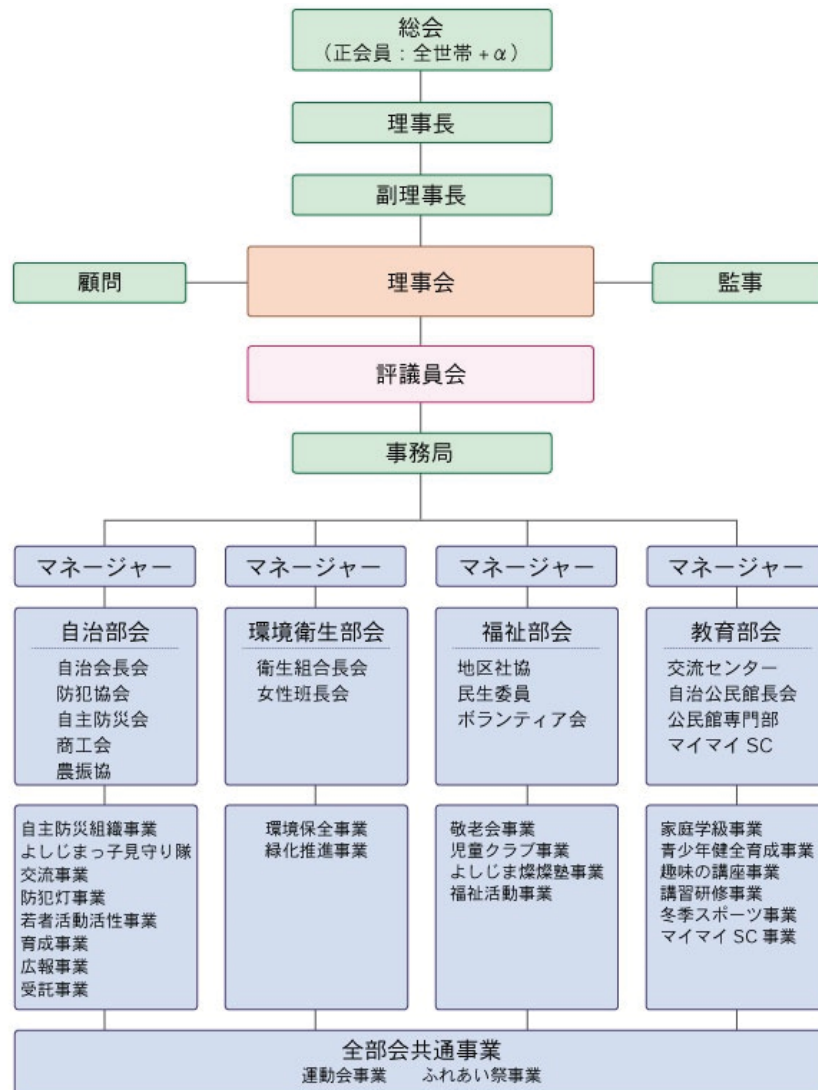 総会
（正会員：全世帯＋α）
理事長
副理事長
顧問
理事会
監事
評議員会
事務局
マネージャー
マネージャー
マネージャー
マネージャー
自治部会
自治会長会
防犯協会
自主防災会
商工会
農振協
環境衛生部会
衛生組合長会
女性班長会
福祉部会
地区社協
民生委員
ボランティア会
教育部会
交流センター
自治公民館長会
公民館専門部
マイマイ SC
自主防災組織事業
よしじまっ子見守り隊
交流事業
防犯灯事業
若者活動活性事業
育成事業
広報事業
受託事業
環境保全事業
緑化推進事業
敬老会事業
児童クラブ事業
よしじま燦燦塾事業
福祉活動事業
家庭学級事業
青少年健全育成事業
趣味の講座事業
講習研修事業
冬季スポーツ事業
マイマイ SC 事業
全部会共通事業
運動会事業　ふれあい祭事業